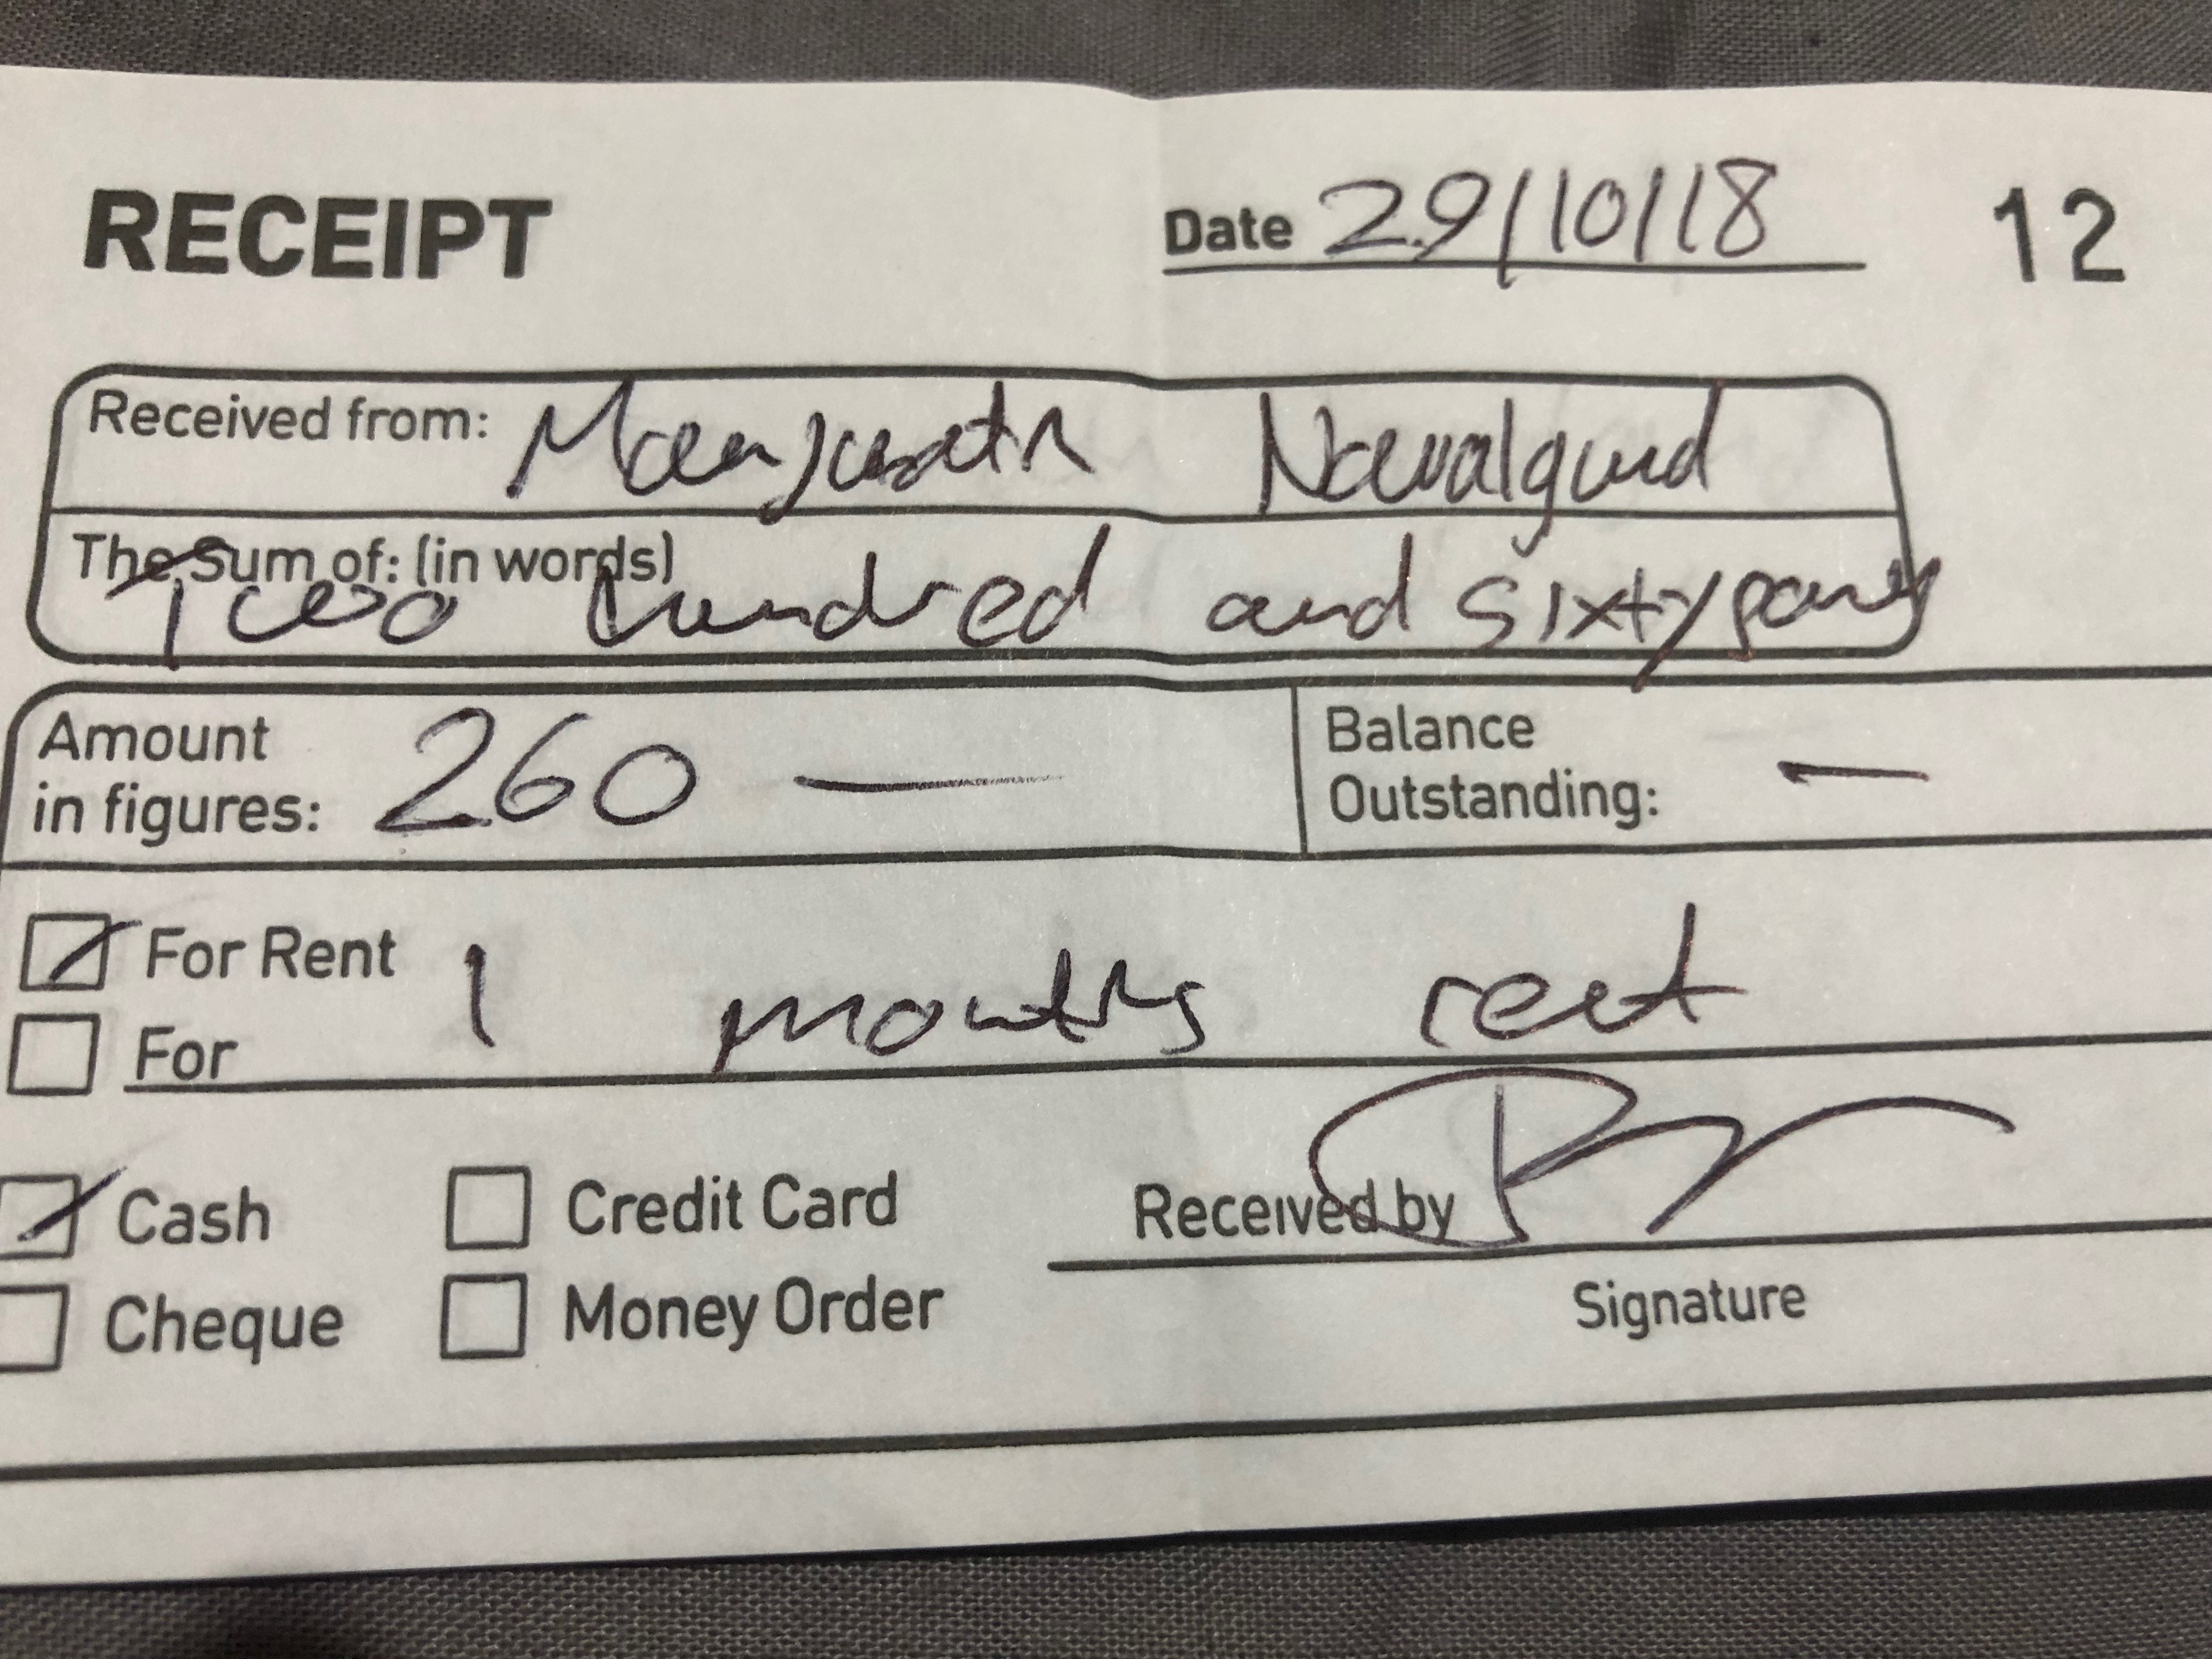 RECEIPT Date 29/10/18 12
Received from: Manjunath Navalgund
The Sum of: (in words)
Two hundred and sixty
Amount in figures: 260 — Balance Outstanding: —
For Rent 1 months rent
For
Cash Credit Card Received by
Cheque Money Order Signature